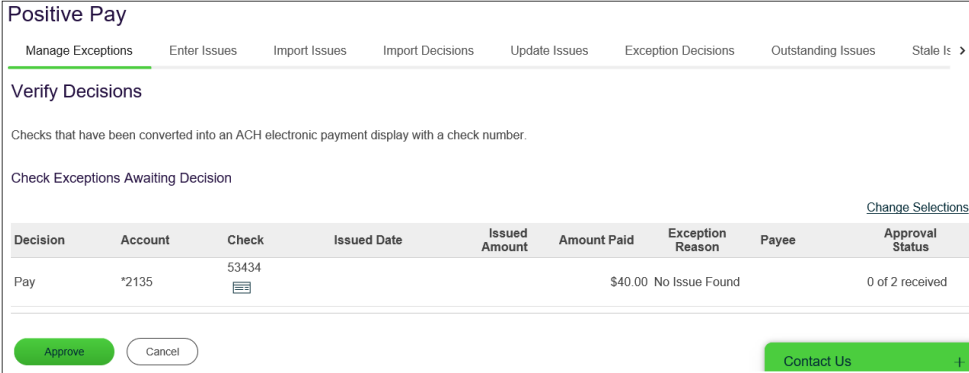 Positive Pay
Manage Exceptions Enter Issues Import Issues Import Decisions Update Issues Exception Decisions Outstanding Issues Stale Is
Verify Decisions
Checks that have been converted into an ACH electronic payment display with a check number.
Check Exceptions Awaiting Decision
Change Selections
Decision Account Check Issued Date Issued Amount Amount Paid Exception Reason Payee Approval Status
Pay *2135 53434 $40.00 No Issue Found 0 of 2 received
Approve Cancel
Contact Us +